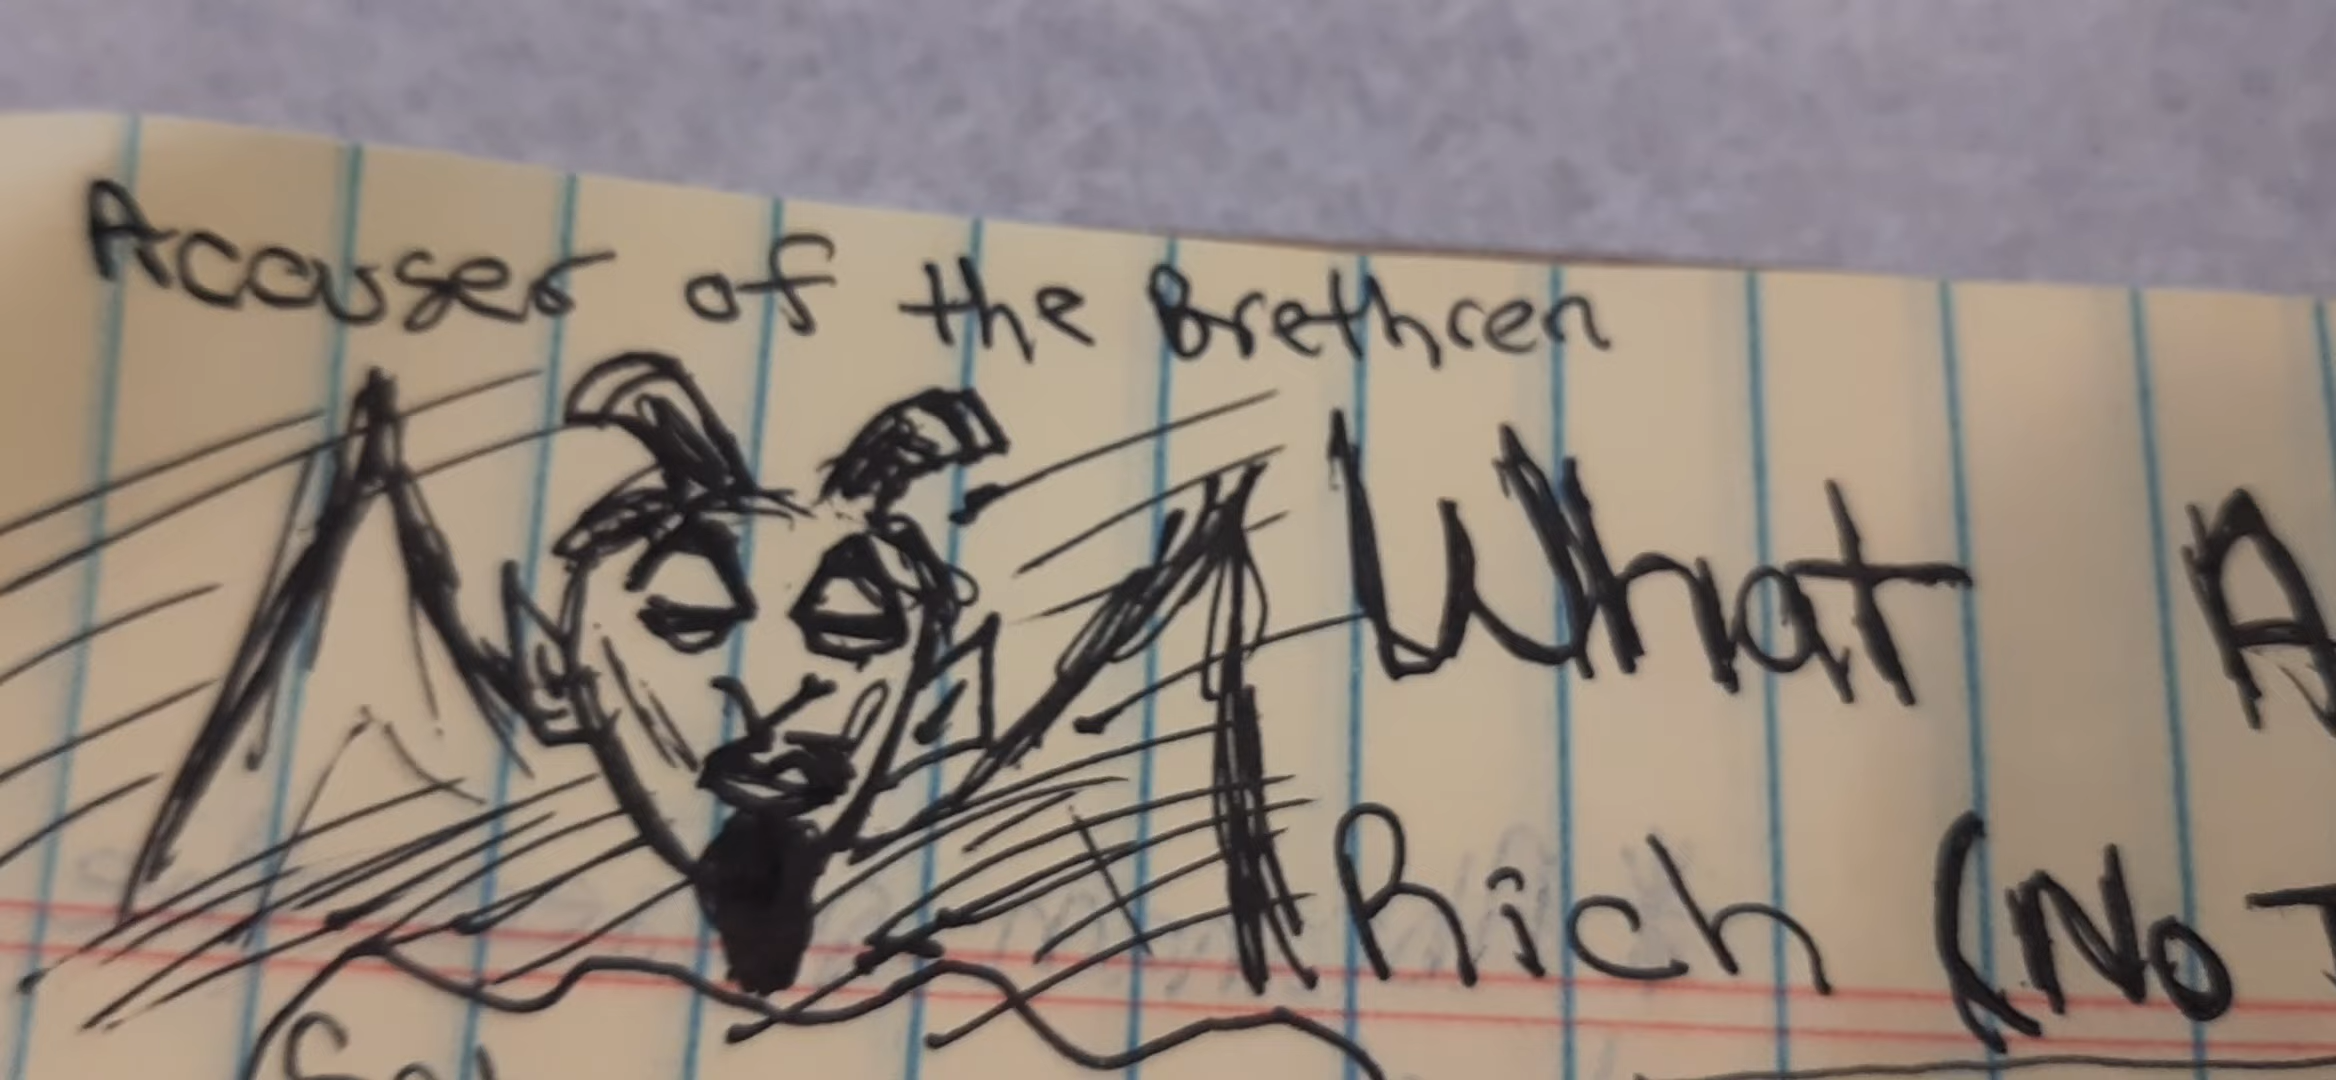 Accuser of the Brethren
What
Rich (No